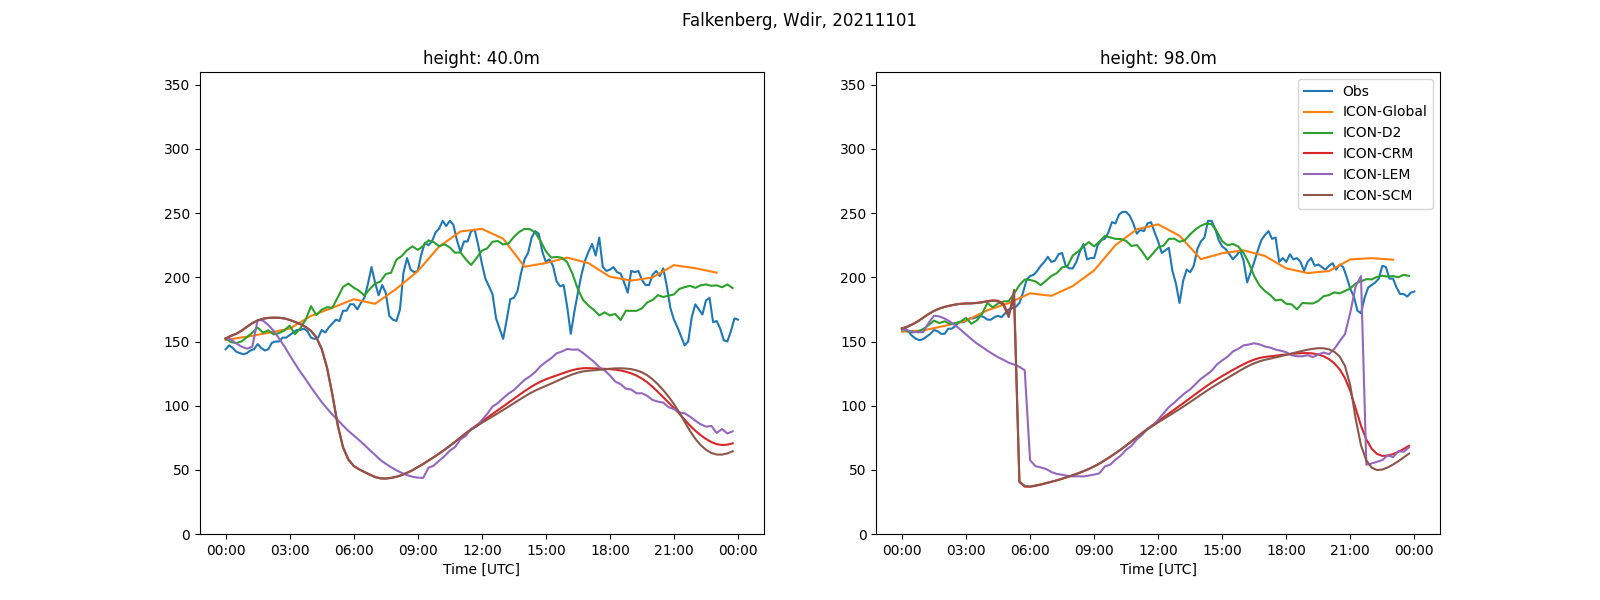 Falkenberg, Wdir, 20211101
height: 40.0m
350
300
250
200
150
100
50
0
00:00 03:00 06:00 09:00 12:00 15:00 18:00 21:00 00:00
Time [UTC]
height: 98.0m
350
300
250
200
150
100
50
0
00:00 03:00 06:00 09:00 12:00 15:00 18:00 21:00 00:00
Time [UTC]
Obs
ICON-Global
ICON-D2
ICON-CRM
ICON-LEM
ICON-SCM